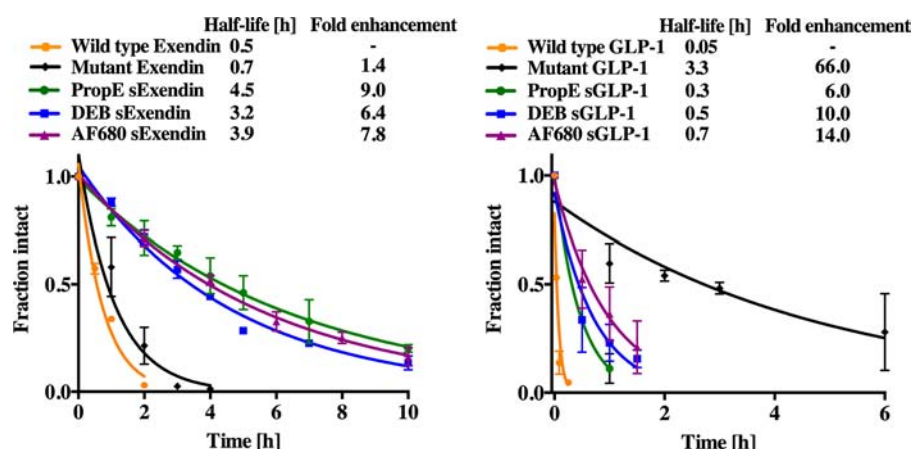 Half-life [h] Fold enhancement
Wild type Exendin 0.5 -
Mutant Exendin 0.7 1.4
PropE sExendin 4.5 9.0
DEB sExendin 3.2 6.4
AF680 sExendin 3.9 7.8
Fraction intact
1.0
0.5
0.0
0 2 4 6 8 10
Time [h]
Half-life [h] Fold enhancement
Wild type GLP-1 0.05 -
Mutant GLP-1 3.3 66.0
PropE sGLP-1 0.3 6.0
DEB sGLP-1 0.5 10.0
AF680 sGLP-1 0.7 14.0
Fraction intact
1.0
0.5
0.0
0 2 4 6
Time [h]